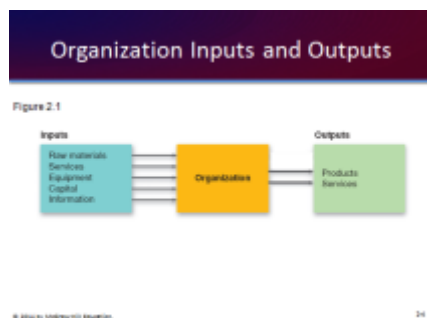 Organization Inputs and Outputs
Figure 2.1
Inputs
Outputs
Raw materials
Services
Equipment
Capital
Information
Organization
Products
Services